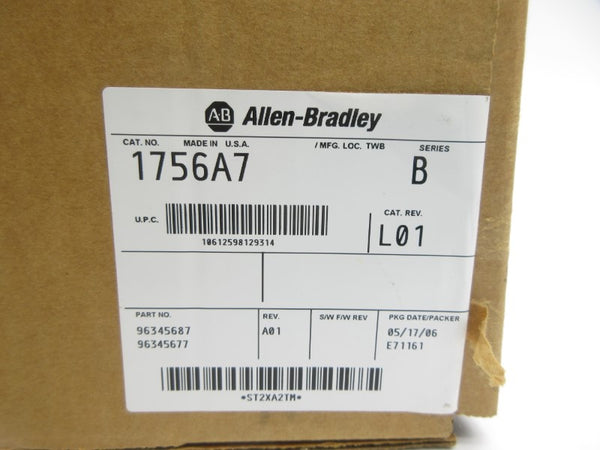 AB Allen-Bradley
CAT. NO. MADE IN U.S.A. / MFG. LOC. TWB SERIES
1756A7 B
U.P.C. CAT. REV.
10612598129314 L01
PART NO. REV. S/W F/W REV PKG DATE/PACKER
96345687 A01 05/17/06
96345677 E71161
*ST2XA2TM*